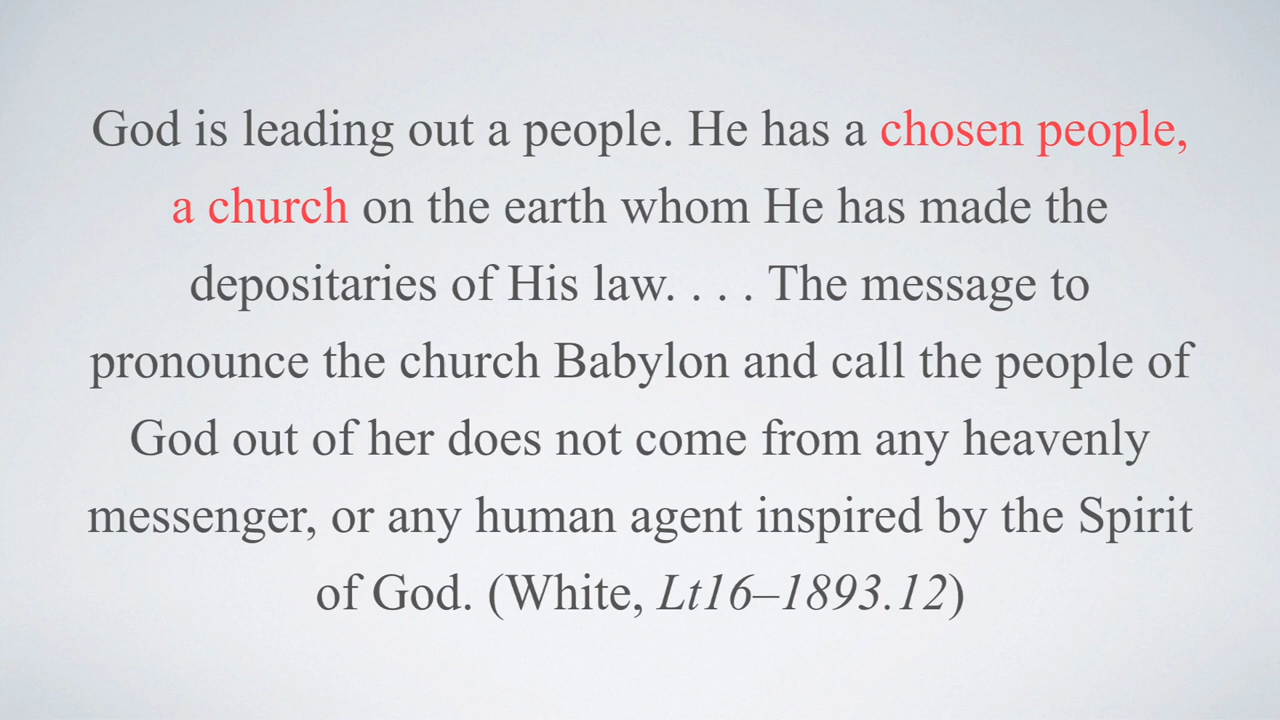 God is leading out a people. He has a chosen people,
a church on the earth whom He has made the
depositaries of His law. . . . The message to
pronounce the church Babylon and call the people of
God out of her does not come from any heavenly
messenger, or any human agent inspired by the Spirit
of God. (White, Lt16–1893.12)